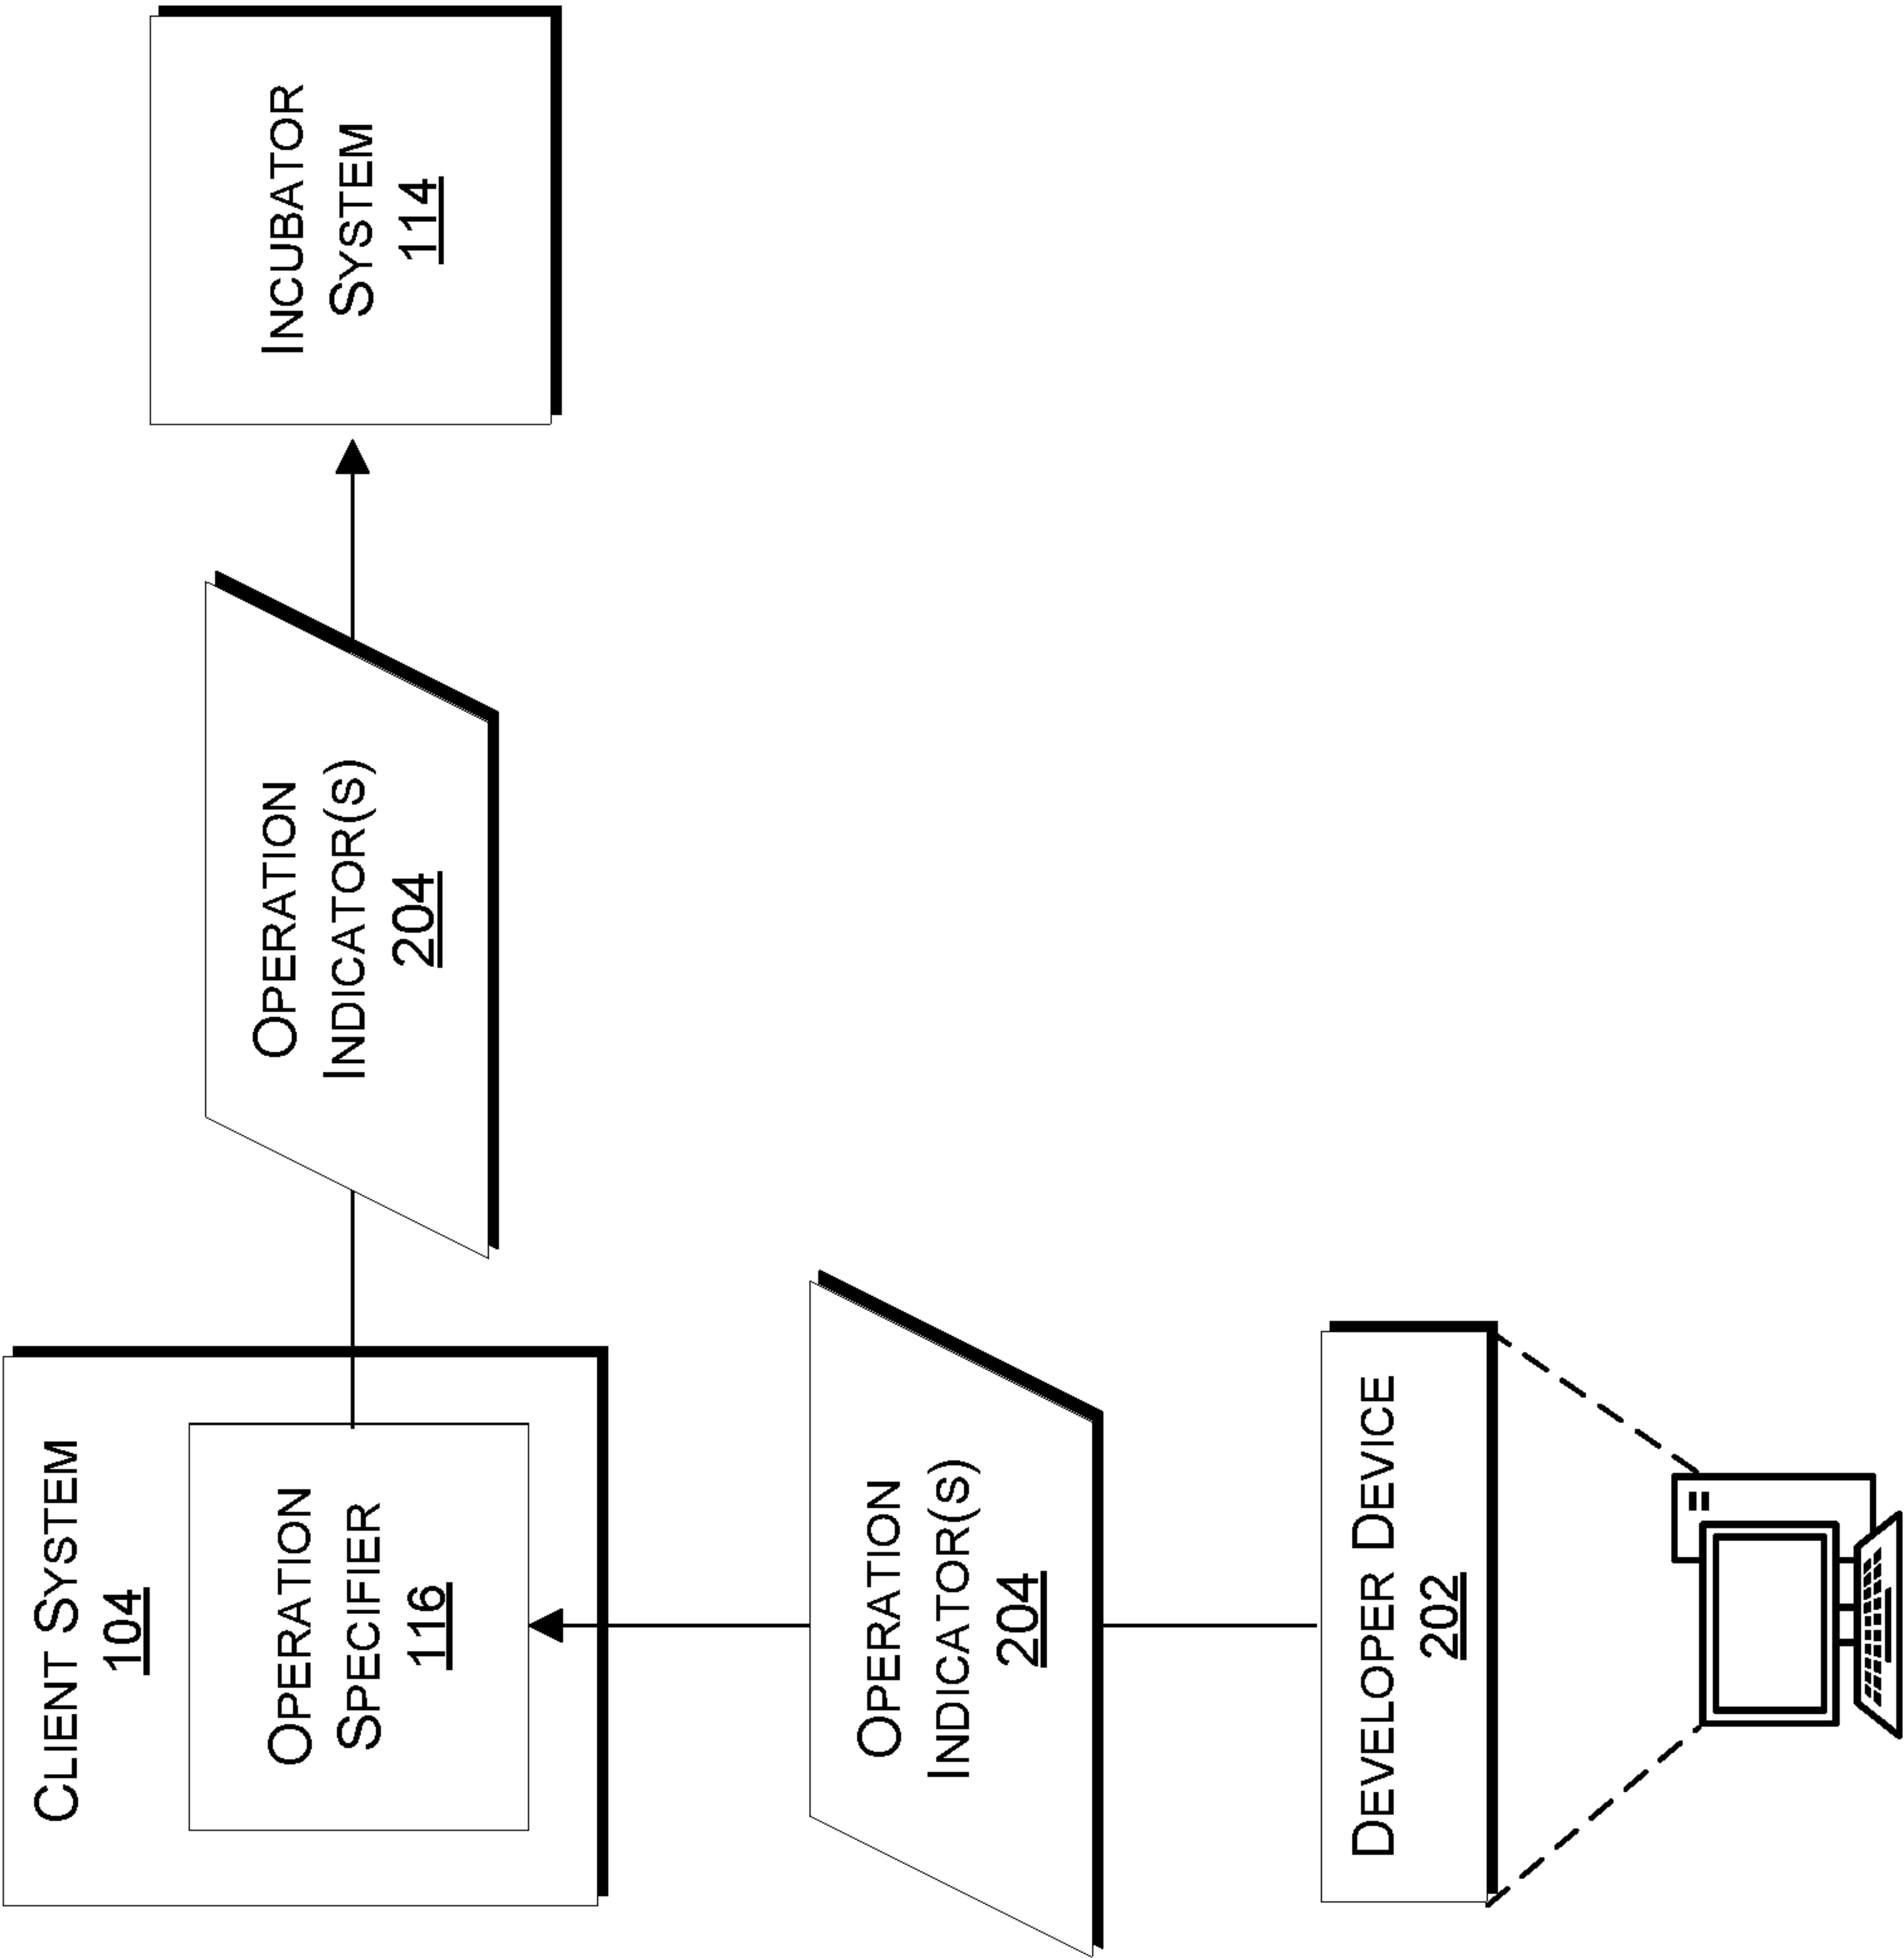 CLIENT SYSTEM
104
OPERATION
SPECIFIER
116
OPERATION
INDICATOR(S)
204
INCUBATOR
SYSTEM
114
OPERATION
INDICATOR(S)
204
DEVELOPER DEVICE
202